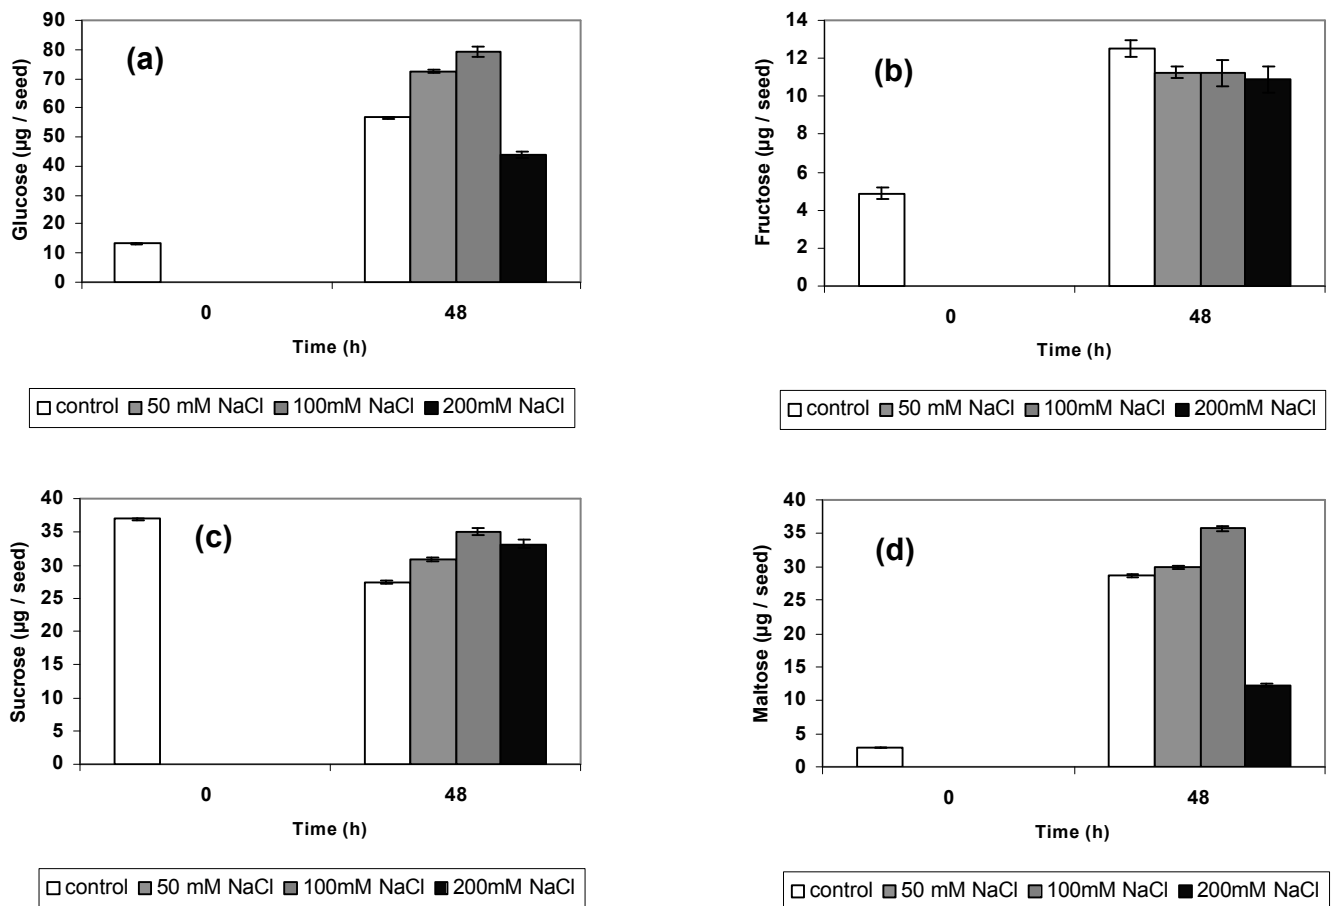 (a)
Glucose (µg / seed)
90
80
70
60
50
40
30
20
10
0
0 48
Time (h)
control 50 mM NaCl 100mM NaCl 200mM NaCl
(b)
Fructose (µg / seed)
14
12
10
8
6
4
2
0
0 48
Time (h)
control 50 mM NaCl 100mM NaCl 200mM NaCl
(c)
Sucrose (µg / seed)
40
35
30
25
20
15
10
5
0
0 48
Time (h)
control 50 mM NaCl 100mM NaCl 200mM NaCl
(d)
Maltose (µg / seed)
40
35
30
25
20
15
10
5
0
0 48
Time (h)
control 50 mM NaCl 100mM NaCl 200mM NaCl